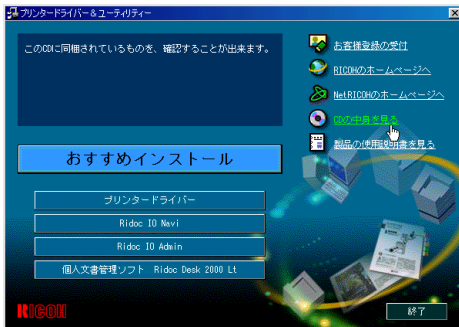 プリンタードライバー＆ユーティリティー
このCDに同梱されているものを、確認することが出来ます。
お客様登録の受付
RICOHのホームページへ
NetRICOHのホームページへ
CDの中身を見る
製品の使用説明書を見る
おすすめインストール
プリンタードライバー
Ridoc IO Navi
Ridoc IO Admin
個人文書管理ソフト Ridoc Desk 2000 Lt
RICOH
終了